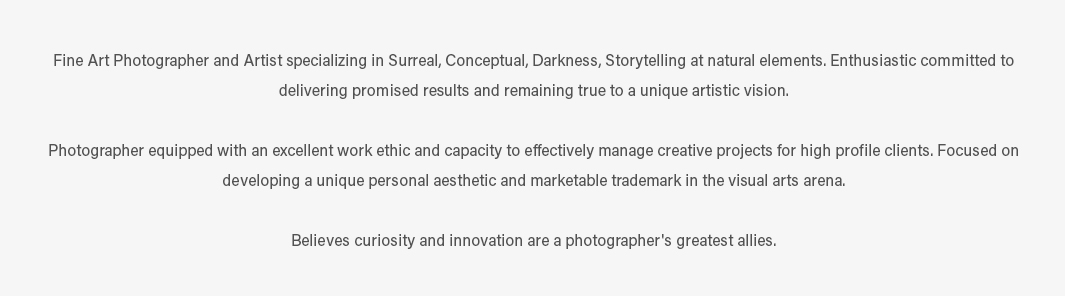 Fine Art Photographer and Artist specializing in Surreal, Conceptual, Darkness, Storytelling at natural elements. Enthusiastic committed to
delivering promised results and remaining true to a unique artistic vision.
Photographer equipped with an excellent work ethic and capacity to effectively manage creative projects for high profile clients. Focused on
developing a unique personal aesthetic and marketable trademark in the visual arts arena.
Believes curiosity and innovation are a photographer's greatest allies.